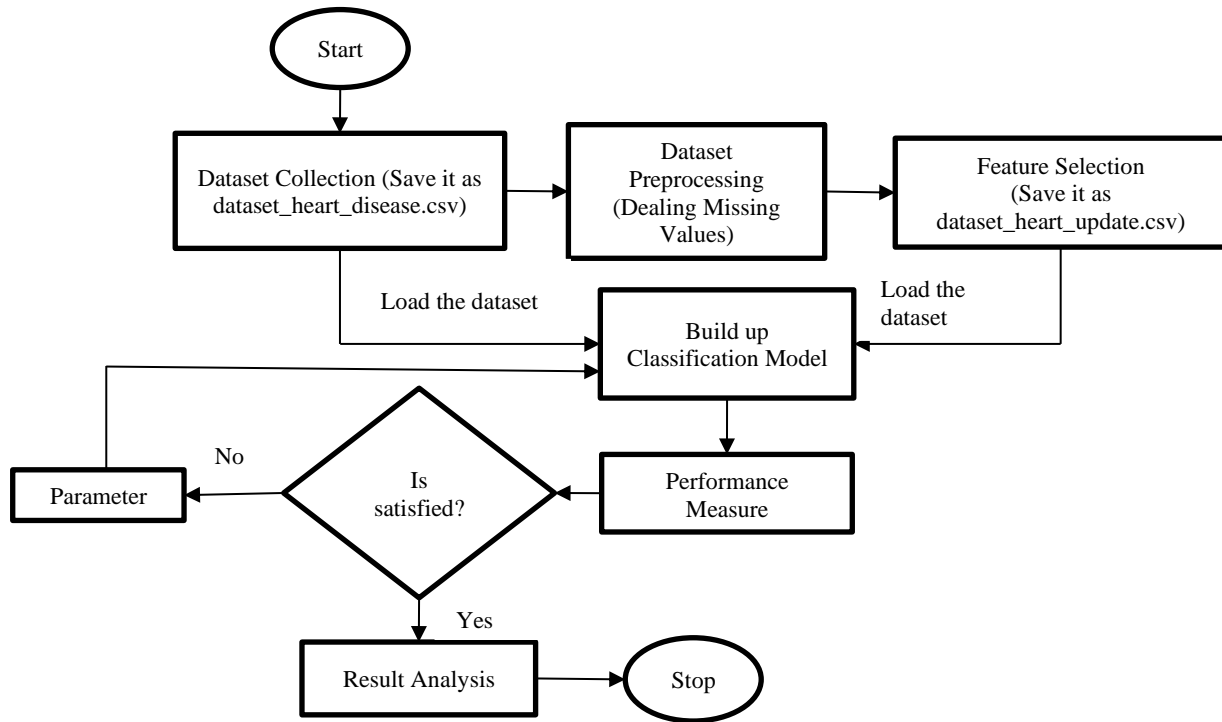 Start
Dataset Collection (Save it as
dataset_heart_disease.csv)
Dataset
Preprocessing
(Dealing Missing
Values)
Feature Selection
(Save it as
dataset_heart_update.csv)
Load the dataset
Load the
dataset
Build up
Classification Model
Performance
Measure
Is
satisfied?
No
Parameter
Yes
Result Analysis
Stop